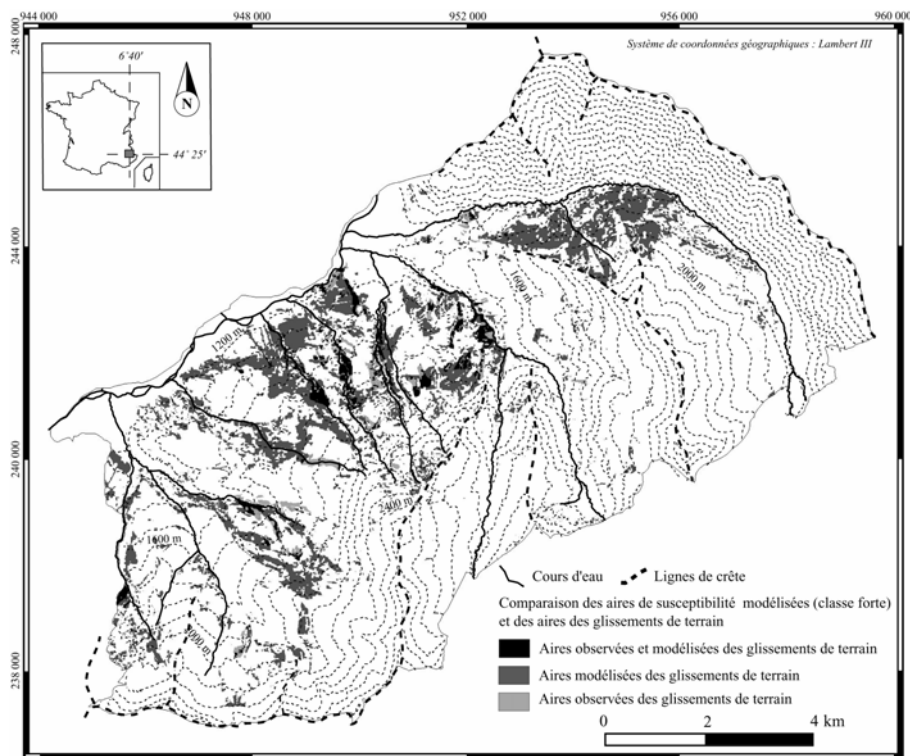 944 000
948 000
952 000
956 000
960 000
248 000
Système de coordonnées géographiques : Lambert III
6°40'
N
44° 25'
244 000
1600 m
2000 m
1200 m
240 000
2400 m
1600 m
2000 m
Cours d'eau
Lignes de crête
Comparaison des aires de susceptibilité modélisées (classe forte)
et des aires des glissements de terrain
238 000
Aires observées et modélisées des glissements de terrain
Aires modélisées des glissements de terrain
Aires observées des glissements de terrain
0
2
4 km